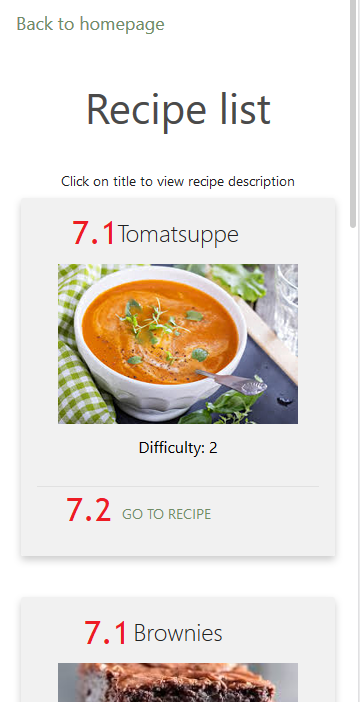 Back to homepage
Recipe list
Click on title to view recipe description
7.1 Tomatsuppe
Difficulty: 2
7.2 GO TO RECIPE
7.1 Brownies